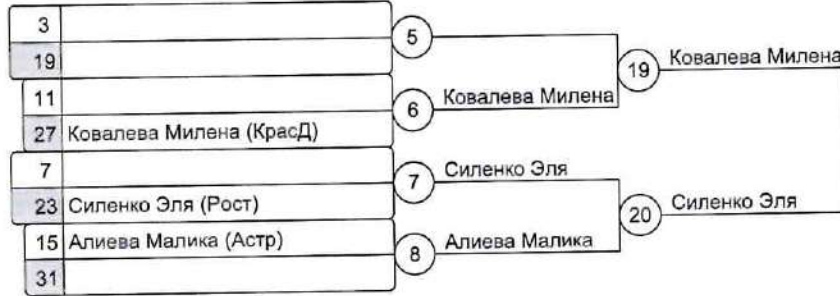 3
5
19
19 Ковалева Милена
11
6 Ковалева Милена
27 Ковалева Милена (КрасД)
7
7 Силенко Эля
23 Силенко Эля (Рост)
20 Силенко Эля
15 Алиева Малика (Астр)
8 Алиева Малика
31